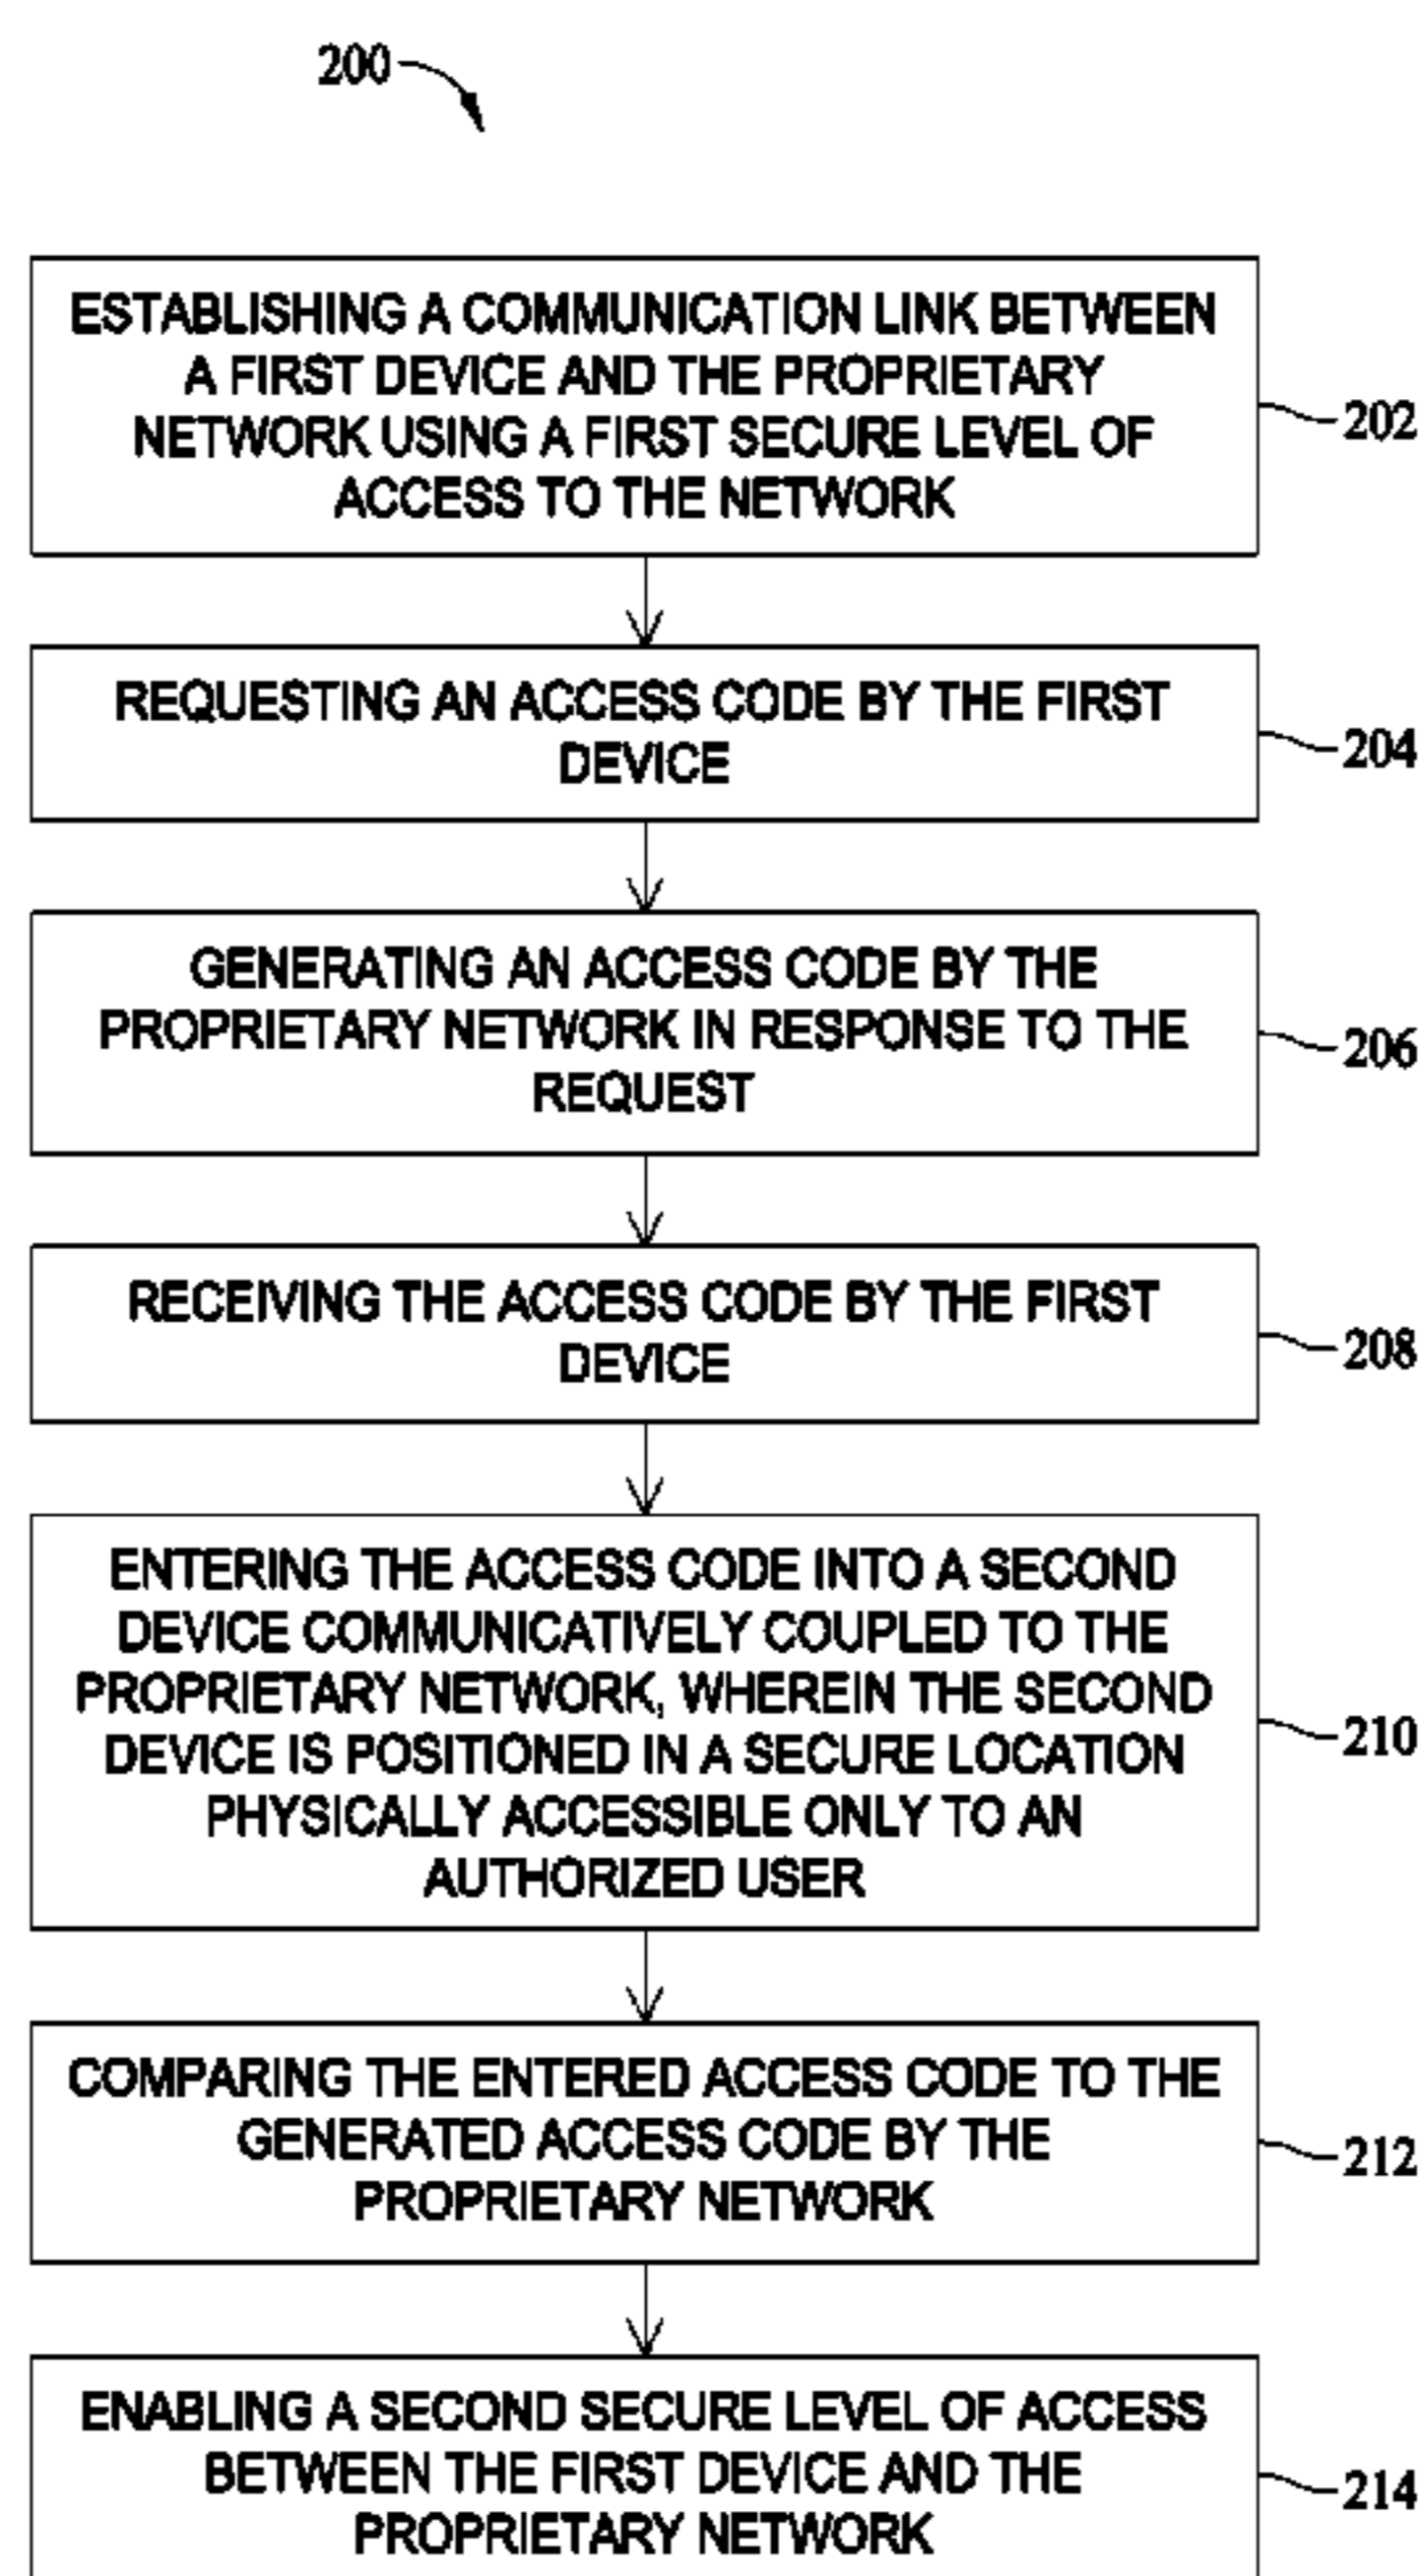 200
ESTABLISHING A COMMUNICATION LINK BETWEEN
A FIRST DEVICE AND THE PROPRIETARY
NETWORK USING A FIRST SECURE LEVEL OF
ACCESS TO THE NETWORK
202
REQUESTING AN ACCESS CODE BY THE FIRST
DEVICE
204
GENERATING AN ACCESS CODE BY THE
PROPRIETARY NETWORK IN RESPONSE TO THE
REQUEST
206
RECEIVING THE ACCESS CODE BY THE FIRST
DEVICE
208
ENTERING THE ACCESS CODE INTO A SECOND
DEVICE COMMUNICATIVELY COUPLED TO THE
PROPRIETARY NETWORK, WHEREIN THE SECOND
DEVICE IS POSITIONED IN A SECURE LOCATION
PHYSICALLY ACCESSIBLE ONLY TO AN
AUTHORIZED USER
210
COMPARING THE ENTERED ACCESS CODE TO THE
GENERATED ACCESS CODE BY THE
PROPRIETARY NETWORK
212
ENABLING A SECOND SECURE LEVEL OF ACCESS
BETWEEN THE FIRST DEVICE AND THE
PROPRIETARY NETWORK
214